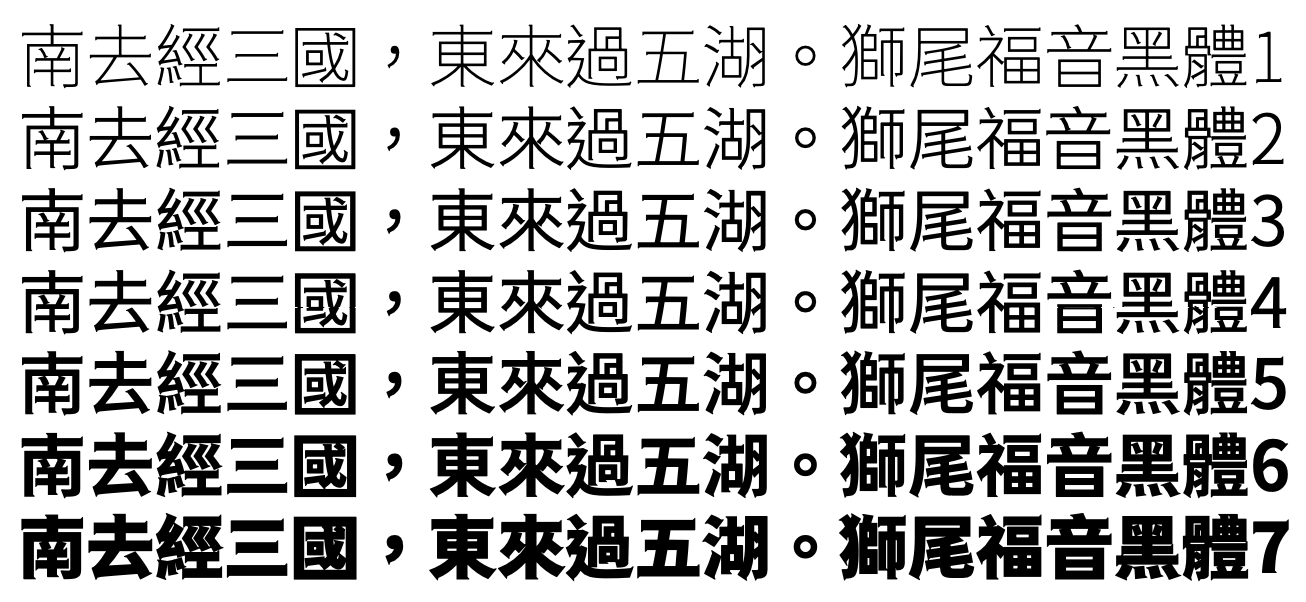 南去經三國，東來過五湖。獅尾福音黑體1
南去經三國，東來過五湖。獅尾福音黑體2
南去經三國，東來過五湖。獅尾福音黑體3
南去經三國，東來過五湖。獅尾福音黑體4
南去經三國，東來過五湖。獅尾福音黑體5
南去經三國，東來過五湖。獅尾福音黑體6
南去經三國，東來過五湖。獅尾福音黑體7